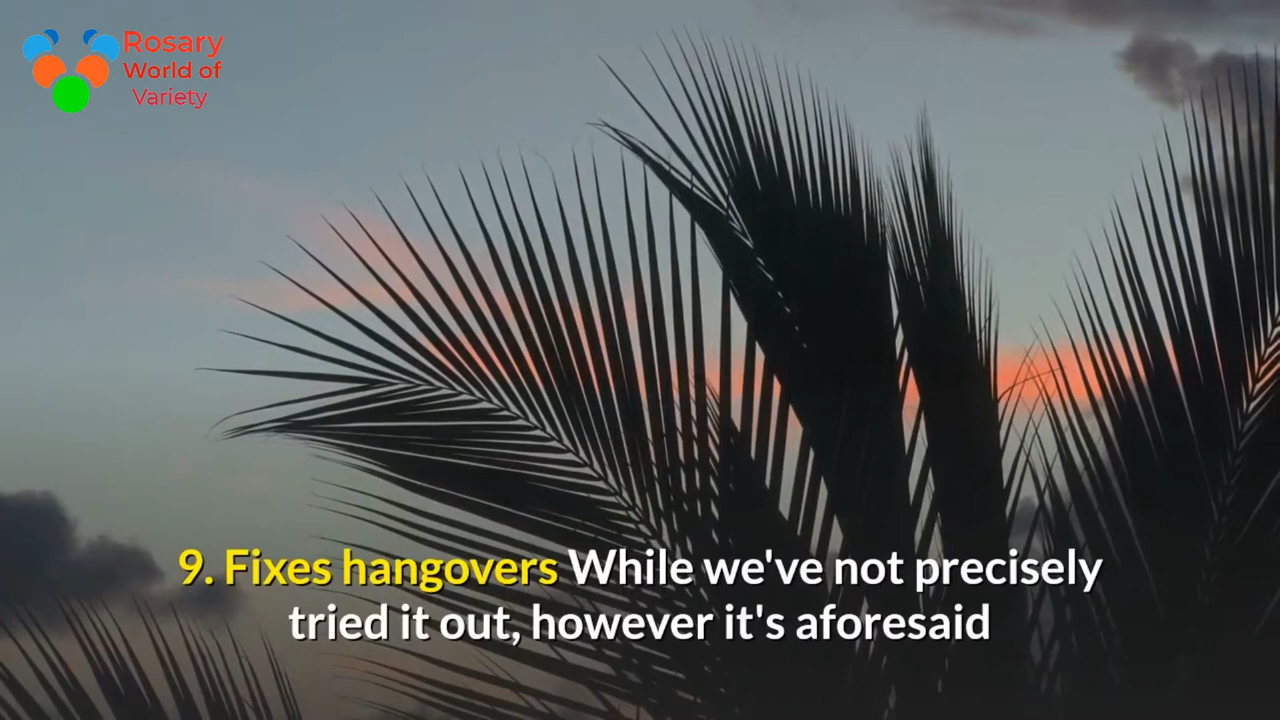 Rosary
World of
Variety
9. Fixes hangovers While we've not precisely
tried it out, however it's aforesaid